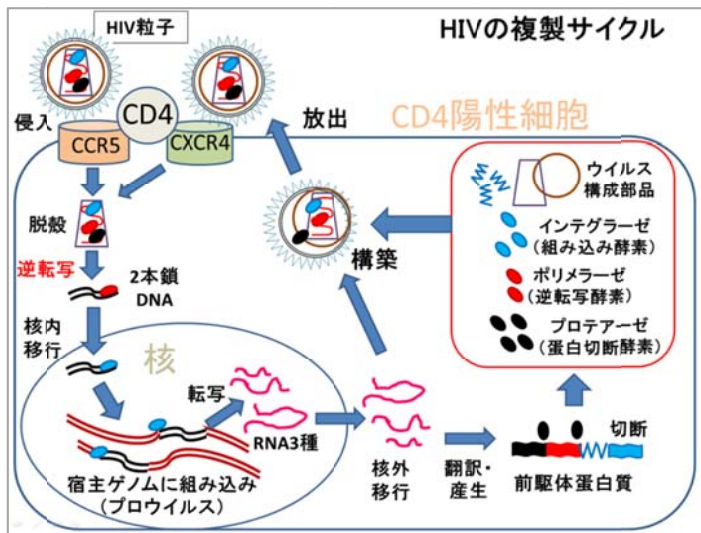 HIVの複製サイクル
HIV粒子
侵入
CD4
CCR5
CXCR4
放出
CD4陽性細胞
脱殻
逆転写
2本鎖
DNA
核内
移行
核
転写
RNA3種
宿主ゲノムに組み込み
(プロウイルス)
核外
移行
構築
翻訳・
産生
前駆体蛋白質
切断
ウイルス
構成部品
インテグラーゼ
(組み込み酵素)
ポリメラーゼ
(逆転写酵素)
プロテアーゼ
(蛋白切断酵素)